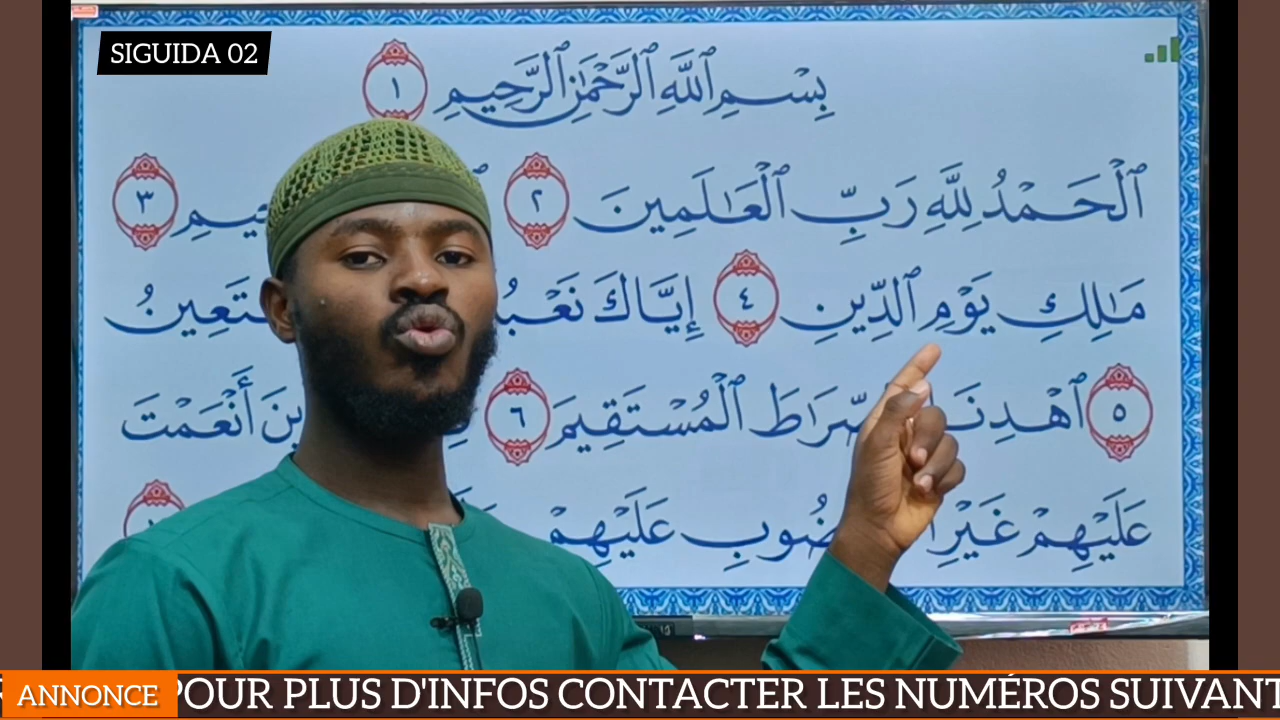 SIGUIDA 02
بِسْمِ ٱللَّهِ ٱلرَّحْمَٰنِ ٱلرَّحِيمِ ١
ٱلْحَمْدُ لِلَّهِ رَبِّ ٱلْعَٰلَمِينَ ٢ ٣
مَٰلِكِ يَوْمِ ٱلدِّينِ ٤ إِيَّاكَ
٥ ٱلْمُسْتَقِيمَ ٦ أَنْعَمْتَ
عَلَيْهِمْ غَيْرِ عَلَيْهِمْ
ANNONCE POUR PLUS D'INFOS CONTACTER LES NUMÉROS SUIVANT